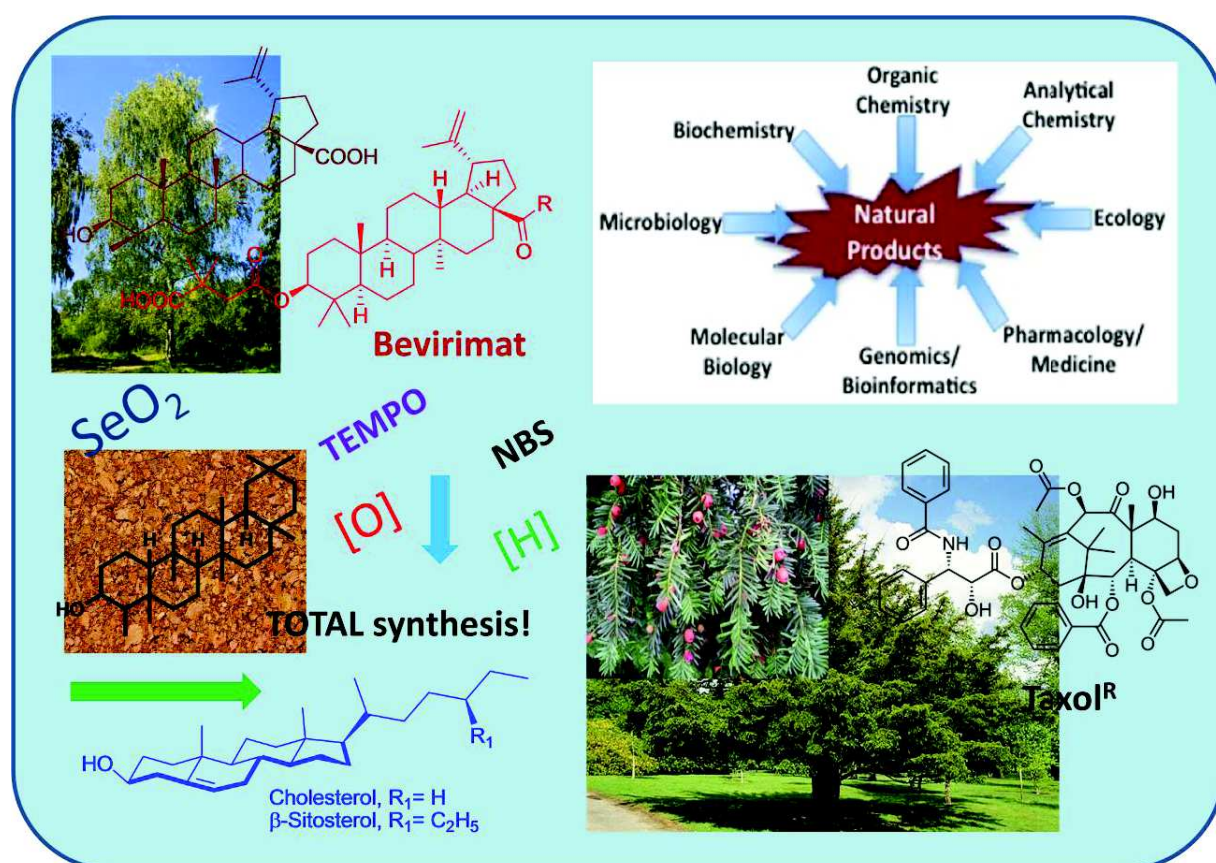 COOH
HO
H
H
R
O
H
H
O
HOOC
O
Bevirimat
Organic
Chemistry
Analytical
Chemistry
Biochemistry
Microbiology
Natural
Products
Ecology
Molecular
Biology
Genomics/
Bioinformatics
Pharmacology/
Medicine
SeO₂
TEMPO
NBS
[O]
[H]
H
H
H
HO
TOTAL synthesis!
HO
R₁
Cholesterol, R₁= H
β-Sitosterol, R₁= C₂H₅
O
O
O
OH
O
NH
O
O
OH
OH
O
H
O
O
O
O
O
Taxolᴿ